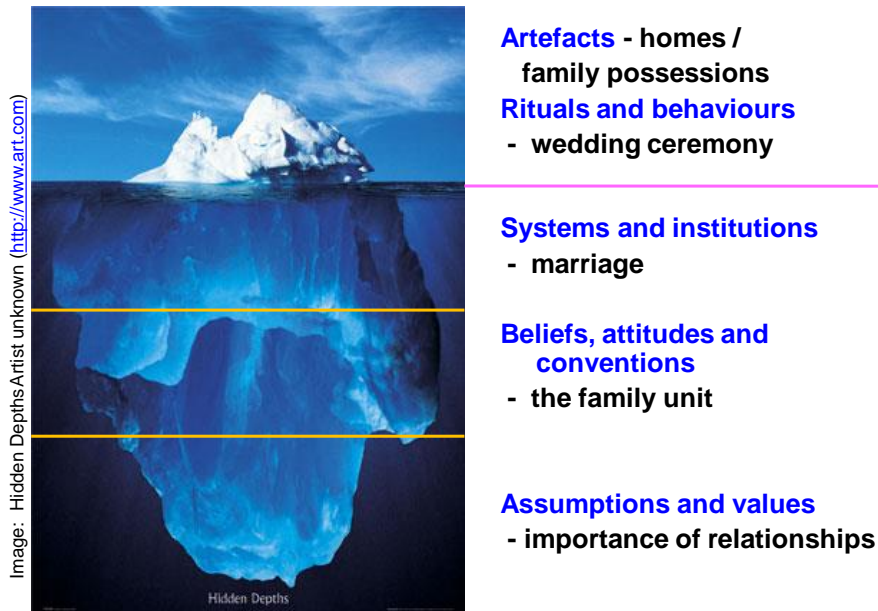 Image: Hidden Depths Artist unknown (http://www.art.com)
Hidden Depths
Artefacts - homes /
family possessions
Rituals and behaviours
- wedding ceremony
Systems and institutions
- marriage
Beliefs, attitudes and
conventions
- the family unit
Assumptions and values
- importance of relationships